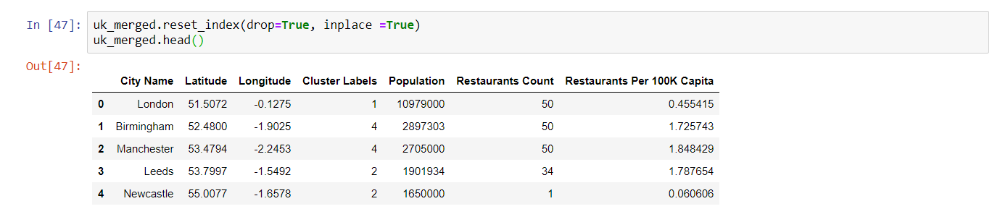 In [47]: uk_merged.reset_index(drop=True, inplace =True)
uk_merged.head()
Out[47]:
City Name Latitude Longitude Cluster Labels Population Restaurants Count Restaurants Per 100K Capita
0 London 51.5072 -0.1275 1 10979000 50 0.455415
1 Birmingham 52.4800 -1.9025 4 2897303 50 1.725743
2 Manchester 53.4794 -2.2453 4 2705000 50 1.848429
3 Leeds 53.7997 -1.5492 2 1901934 34 1.787654
4 Newcastle 55.0077 -1.6578 2 1650000 1 0.060606